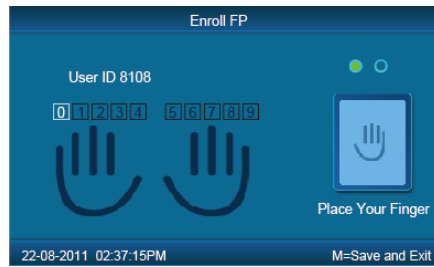 Enroll FP
User ID 8108
0 1 2 3 4 5 6 7 8 9
Place Your Finger
22-08-2011 02:37:15PM M=Save and Exit